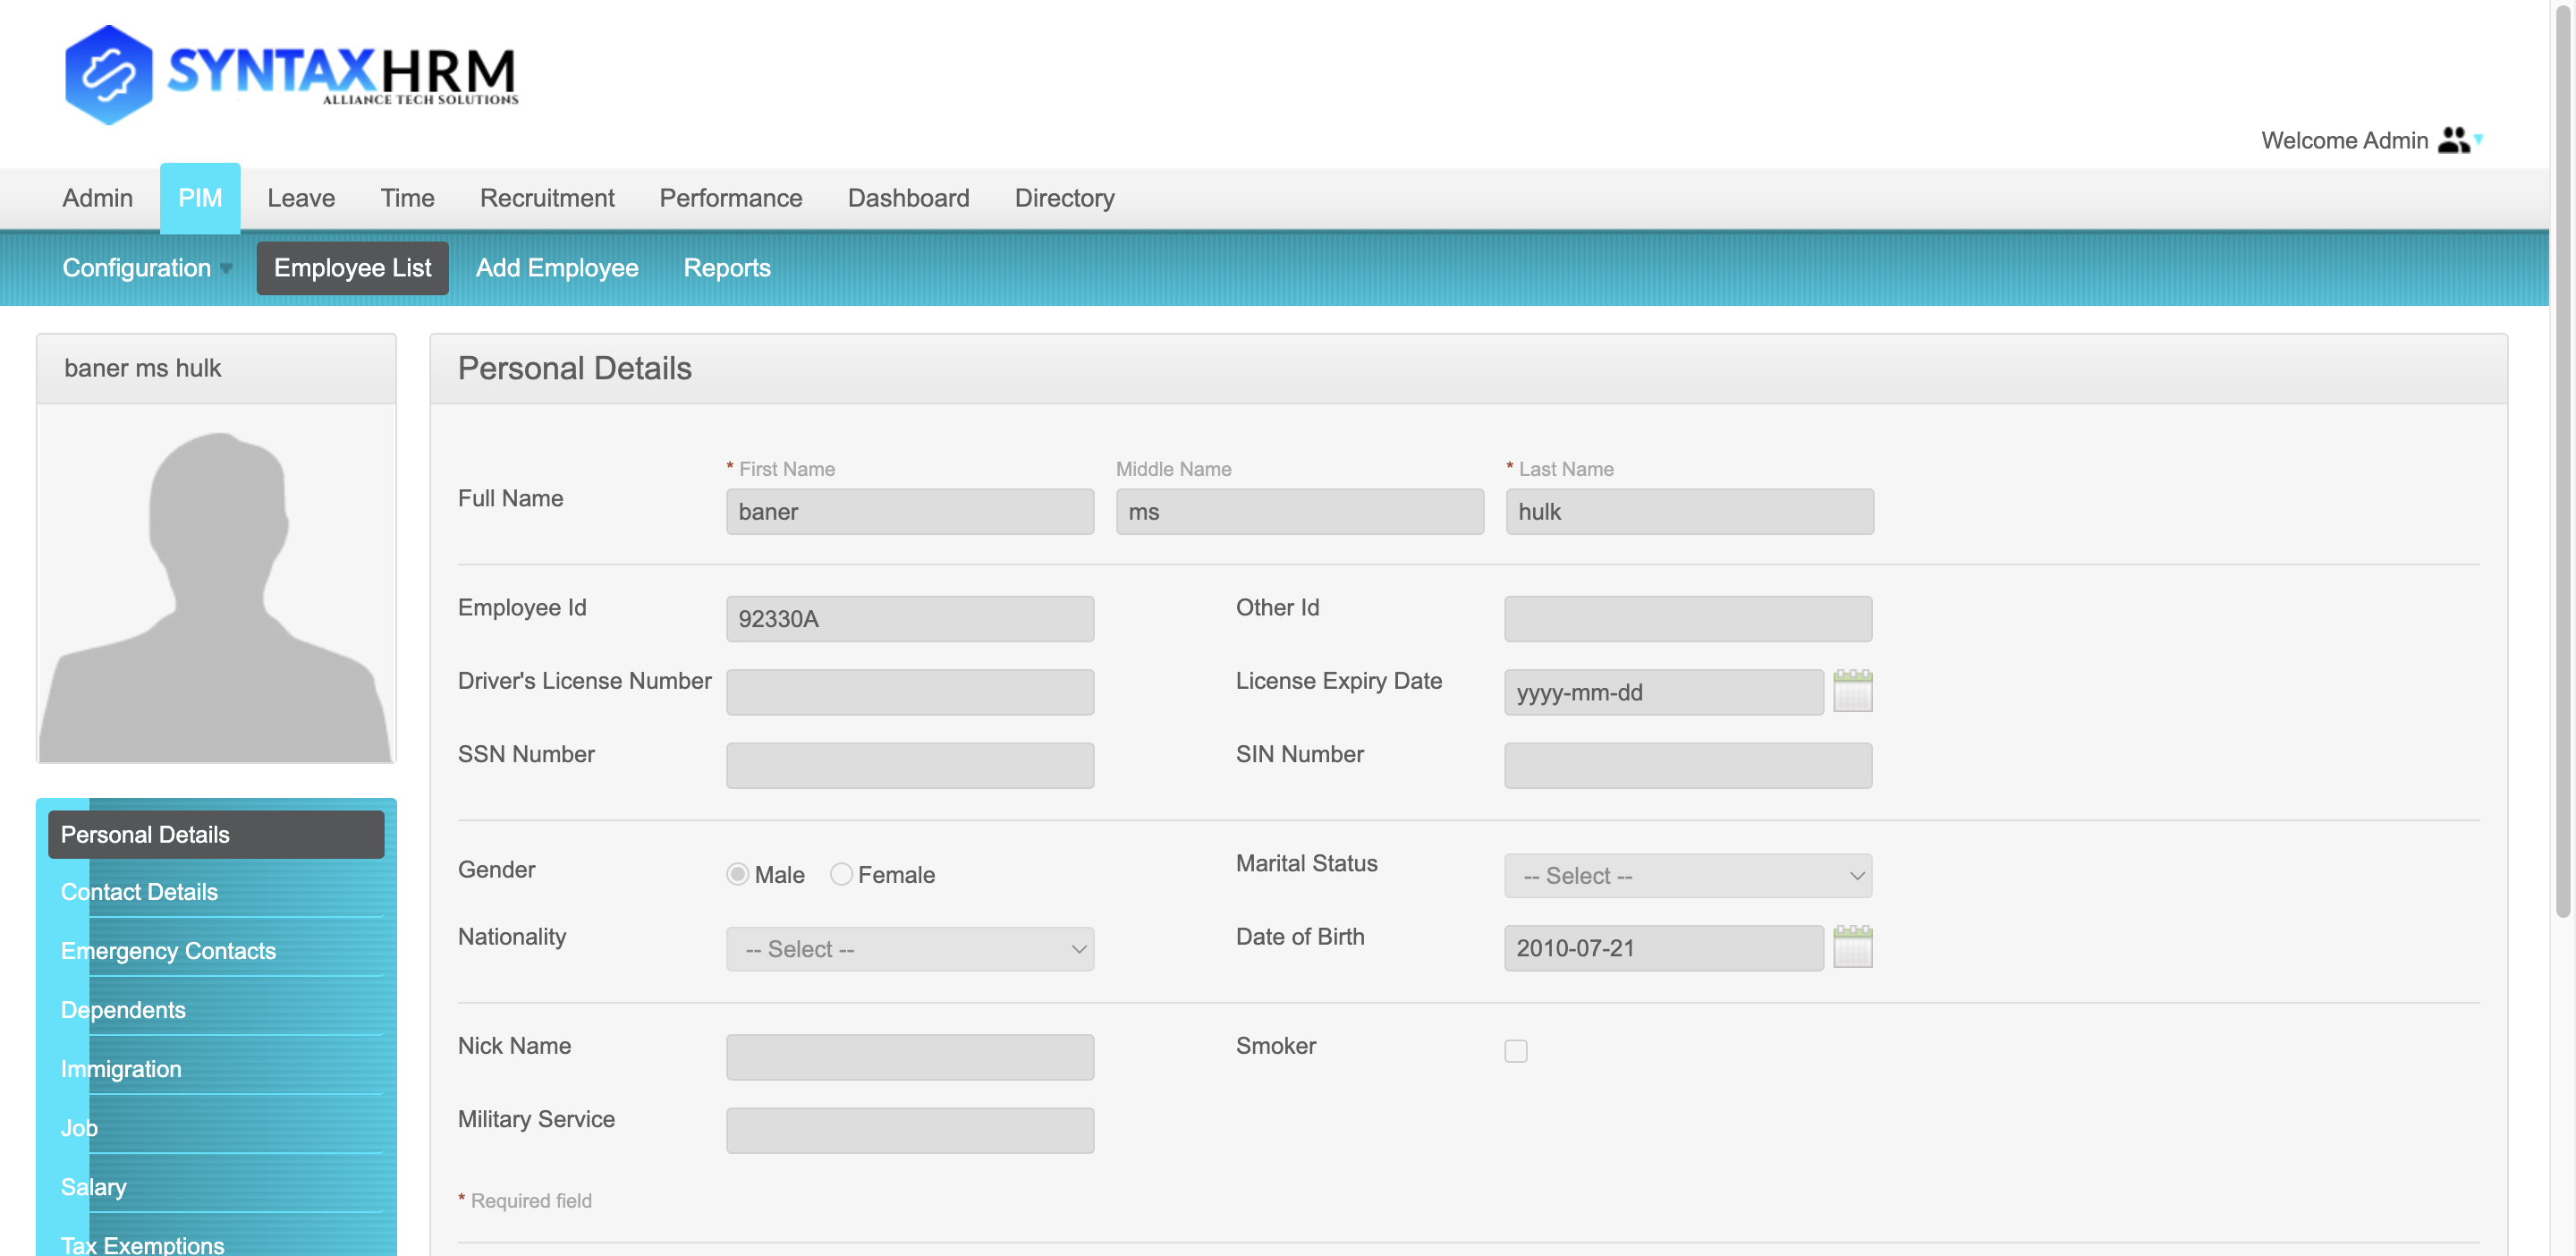 SYNTAXHRM
ALLIANCE TECH SOLUTIONS
Welcome Admin
Admin PIM Leave Time Recruitment Performance Dashboard Directory
Configuration Employee List Add Employee Reports
baner ms hulk
Personal Details
* First Name Middle Name * Last Name
Full Name baner ms hulk
Employee Id 92330A Other Id
Driver's License Number License Expiry Date yyyy-mm-dd
SSN Number SIN Number
Gender Male Female Marital Status -- Select --
Nationality -- Select -- Date of Birth 2010-07-21
Nick Name Smoker
Military Service
* Required field
Personal Details
Contact Details
Emergency Contacts
Dependents
Immigration
Job
Salary
Tax Exemptions